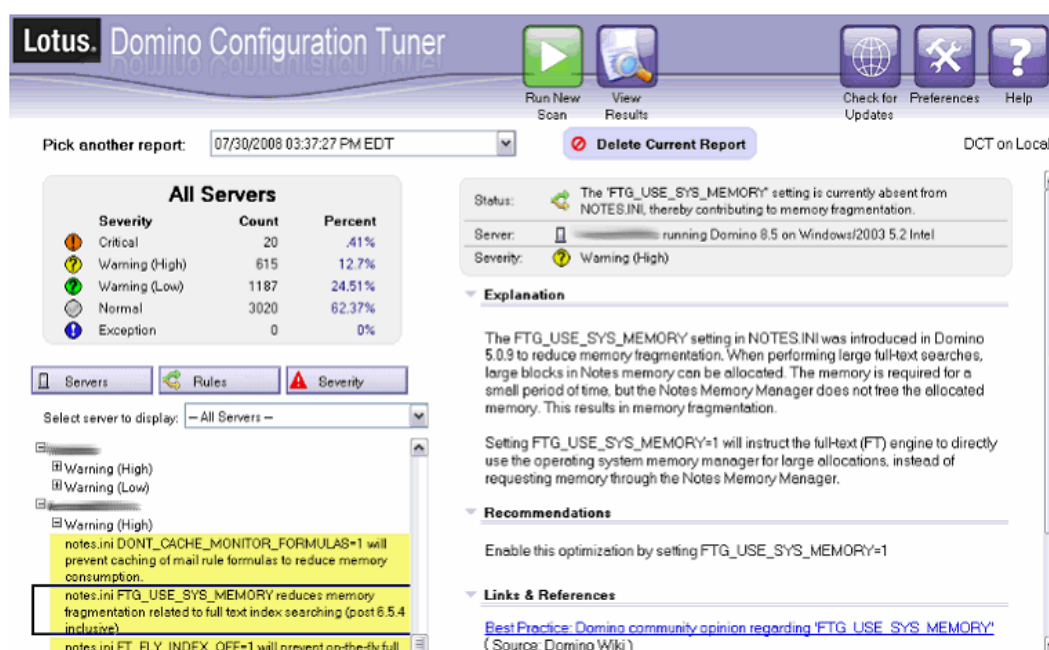 Lotus. Domino Configuration Tuner
Run New
Scan
View
Results
Check for
Updates
Preferences
Help
Pick another report: 07/30/2008 03:37:27 PM EDT
Delete Current Report
DCT on Local
All Servers
Severity Count Percent
Critical 20 .41%
Warning (High) 615 12.7%
Warning (Low) 1187 24.51%
Normal 3020 62.37%
Exception 0 0%
Servers
Rules
Severity
Select server to display: -- All Servers --
Warning (High)
Warning (Low)
Warning (High)
notes.ini DONT_CACHE_MONITOR_FORMULAS=1 will
prevent caching of mail rule formulas to reduce memory
consumption.
notes.ini FTG_USE_SYS_MEMORY reduces memory
fragmentation related to full text index searching (post 6.5.4
inclusive)
notes.ini FT_FLY_INDEX_OFF=1 will prevent on-the-fly full
Status: The 'FTG_USE_SYS_MEMORY' setting is currently absent from
NOTES.INI, thereby contributing to memory fragmentation.
Server: running Domino 8.5 on Windows/2003 5.2 Intel
Severity: Warning (High)
Explanation
The FTG_USE_SYS_MEMORY setting in NOTES.INI was introduced in Domino
5.0.9 to reduce memory fragmentation. When performing large full-text searches,
large blocks in Notes memory can be allocated. The memory is required for a
small period of time, but the Notes Memory Manager does not free the allocated
memory. This results in memory fragmentation.
Setting FTG_USE_SYS_MEMORY=1 will instruct the full-text (FT) engine to directly
use the operating system memory manager for large allocations, instead of
requesting memory through the Notes Memory Manager.
Recommendations
Enable this optimization by setting FTG_USE_SYS_MEMORY=1
Links & References
Best Practice: Domino community opinion regarding 'FTG_USE_SYS_MEMORY'
(Source: Domino Wiki)